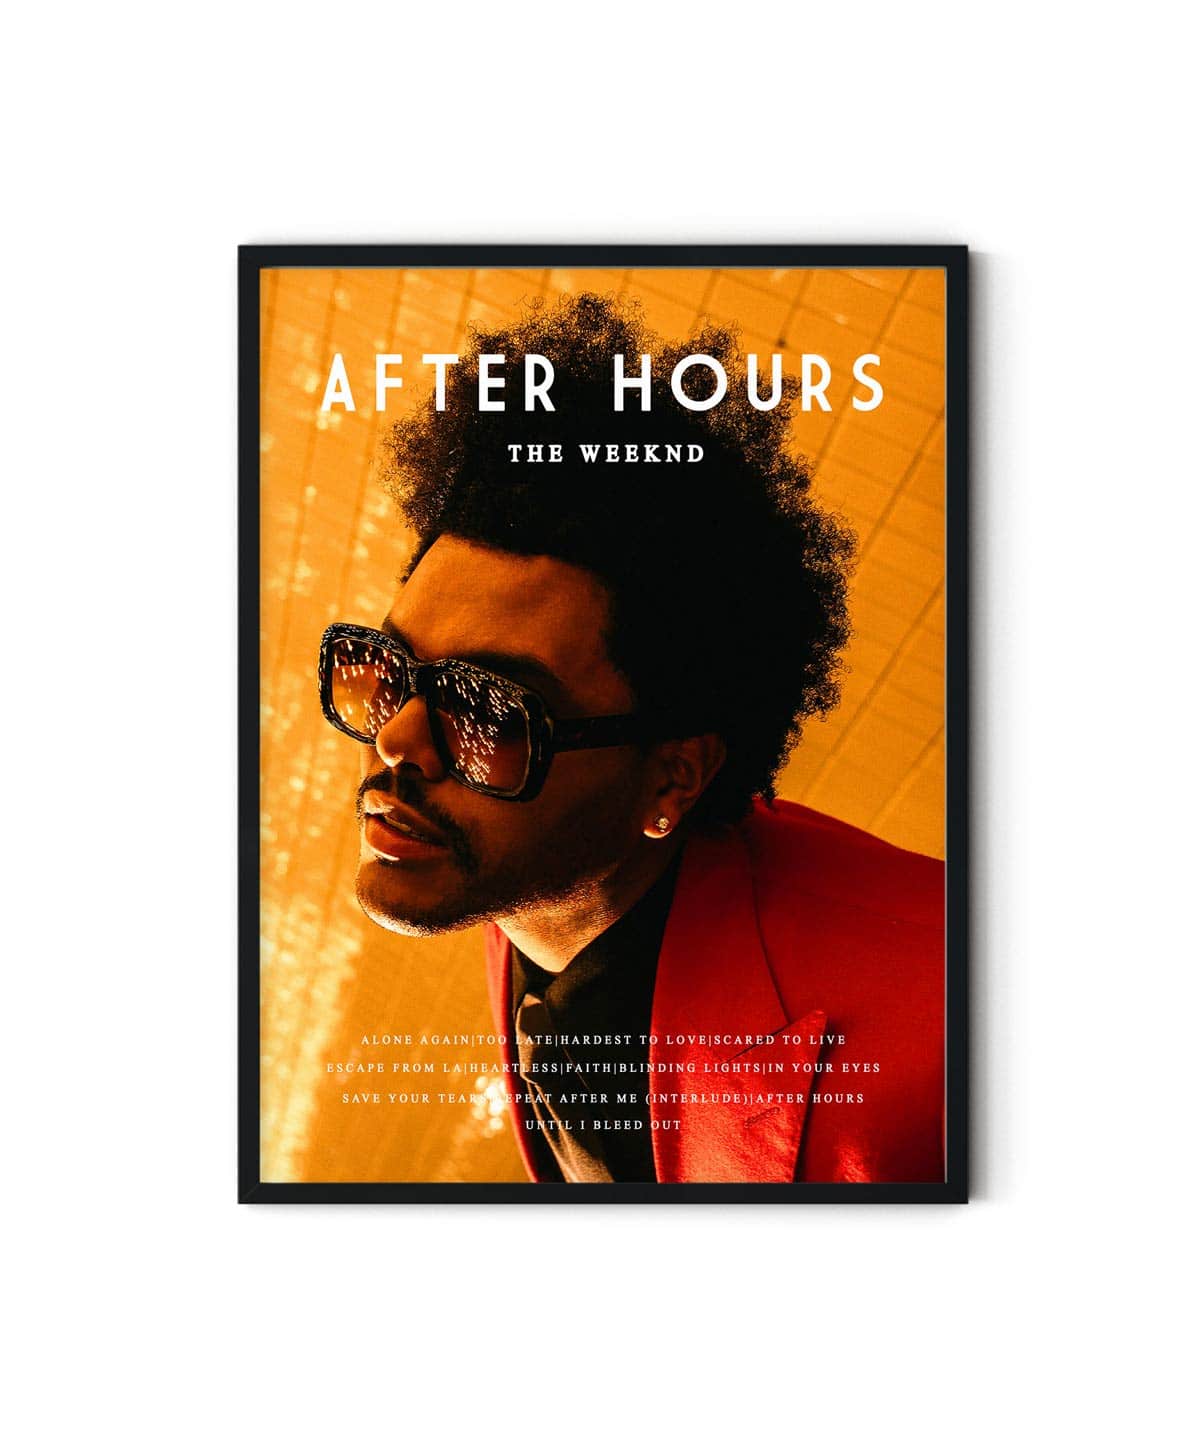 AFTER HOURS
THE WEEKND
ALONE AGAIN|TOO LATE|HARDEST TO LOVE|SCARED TO LIVE
ESCAPE FROM LA|HEARTLESS|FAITH|BLINDING LIGHTS|IN YOUR EYES
SAVE YOUR TEARS|REPEAT AFTER ME (INTERLUDE)|AFTER HOURS
UNTIL I BLEED OUT